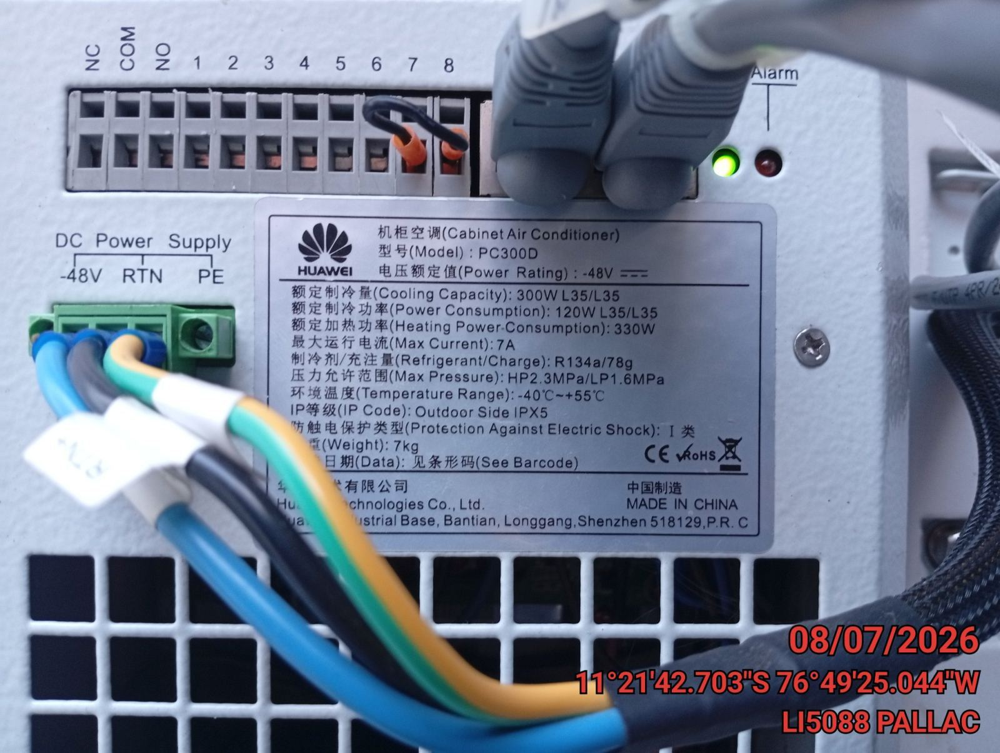 NC COM NO 1 2 3 4 5 6 7 8
Alarm
DC Power Supply
-48V RTN PE
HUAWEI
机柜空调(Cabinet Air Conditioner)
型号(Model) : PC300D
电压额定值(Power Rating) : -48V
额定制冷量(Cooling Capacity): 300W L35/L35
额定制冷功率(Power Consumption): 120W L35/L35
额定加热功率(Heating Power Consumption): 330W
最大运行电流(Max Current): 7A
制冷剂/充注量(Refrigerant/Charge): R134a/78g
压力允许范围(Max Pressure): HP2.3MPa/LP1.6MPa
环境温度(Temperature Range): -40℃~+55℃
IP等级(IP Code): Outdoor Side IPX5
防触电保护类型(Protection Against Electric Shock): I 类
重(Weight): 7kg
日期(Data): 见条形码(See Barcode)
CE RoHS
有限公司 中国制造
Co., Ltd. MADE IN CHINA
Base, Bantian, Longgang,Shenzhen 518129,P.R. C
RTN+
08/07/2026
11°21'42.703"S 76°49'25.044"W
LI5088 PALLAC